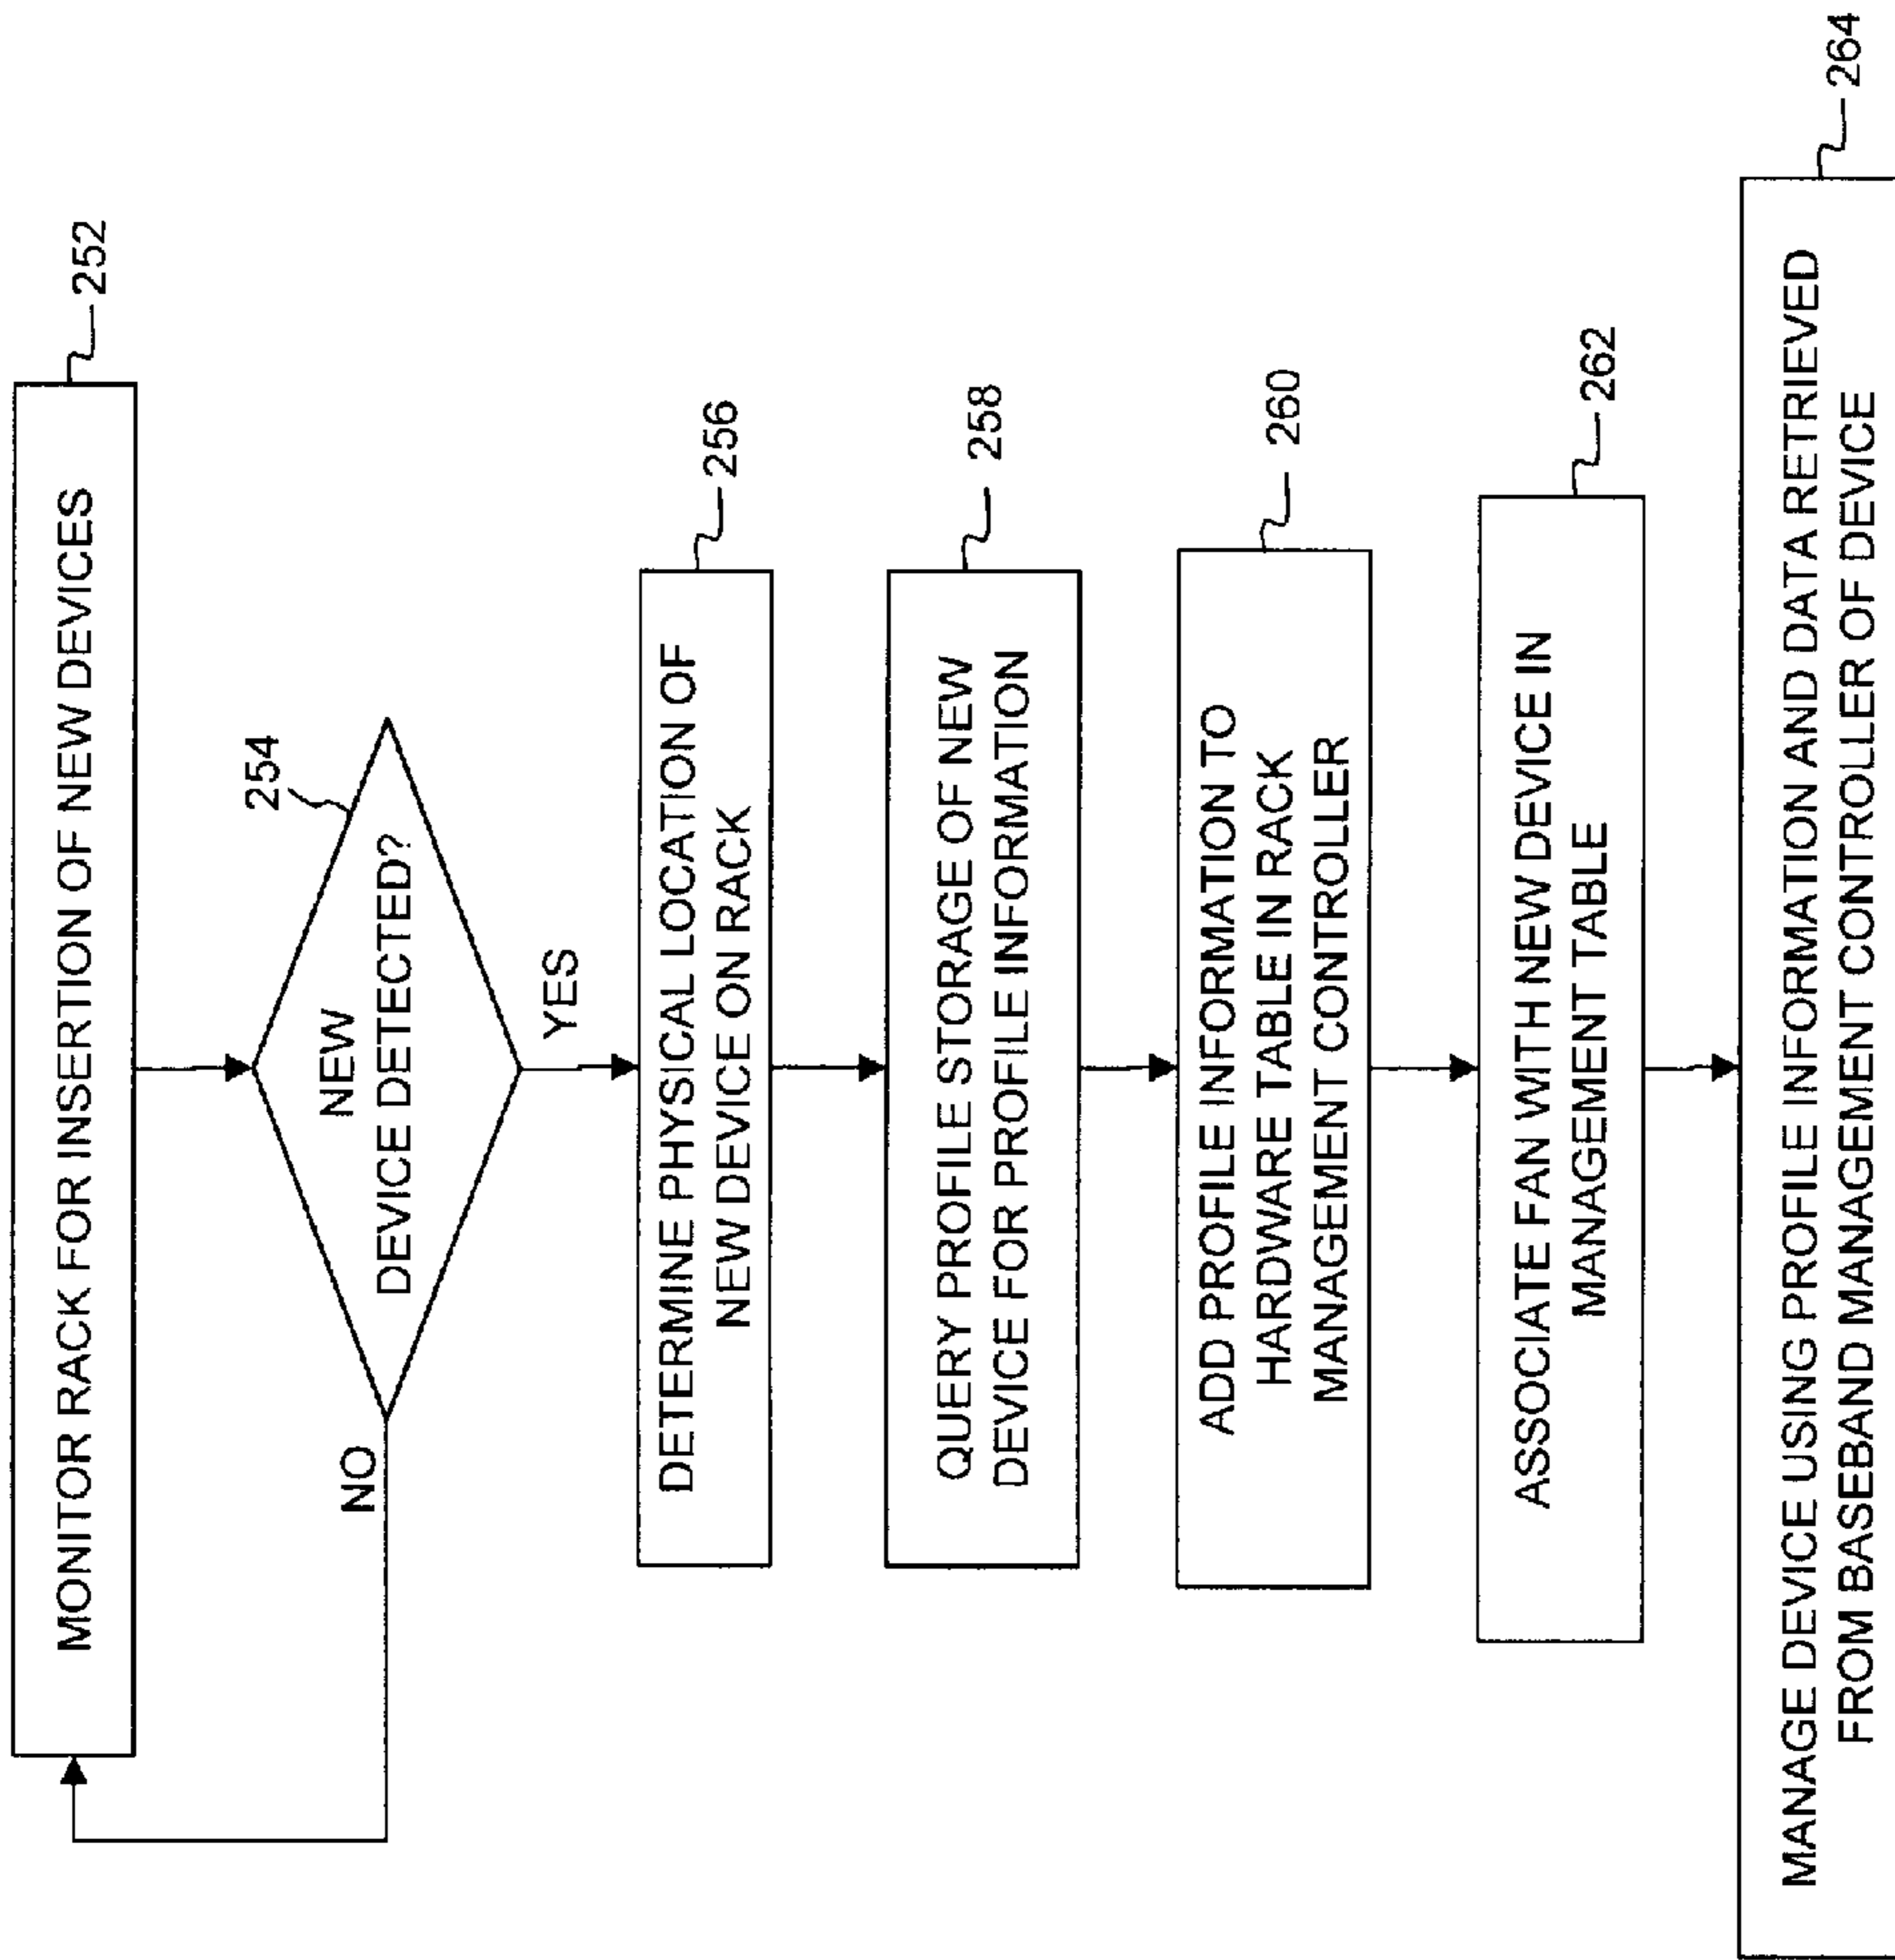 MONITOR RACK FOR INSERTION OF NEW DEVICES
252
254
NEW
DEVICE DETECTED?
NO
YES
DETERMINE PHYSICAL LOCATION OF
NEW DEVICE ON RACK
256
QUERY PROFILE STORAGE OF NEW
DEVICE FOR PROFILE INFORMATION
258
ADD PROFILE INFORMATION TO
HARDWARE TABLE IN RACK
MANAGEMENT CONTROLLER
260
ASSOCIATE FAN WITH NEW DEVICE IN
MANAGEMENT TABLE
262
MANAGE DEVICE USING PROFILE INFORMATION AND DATA RETRIEVED
FROM BASEBAND MANAGEMENT CONTROLLER OF DEVICE
264